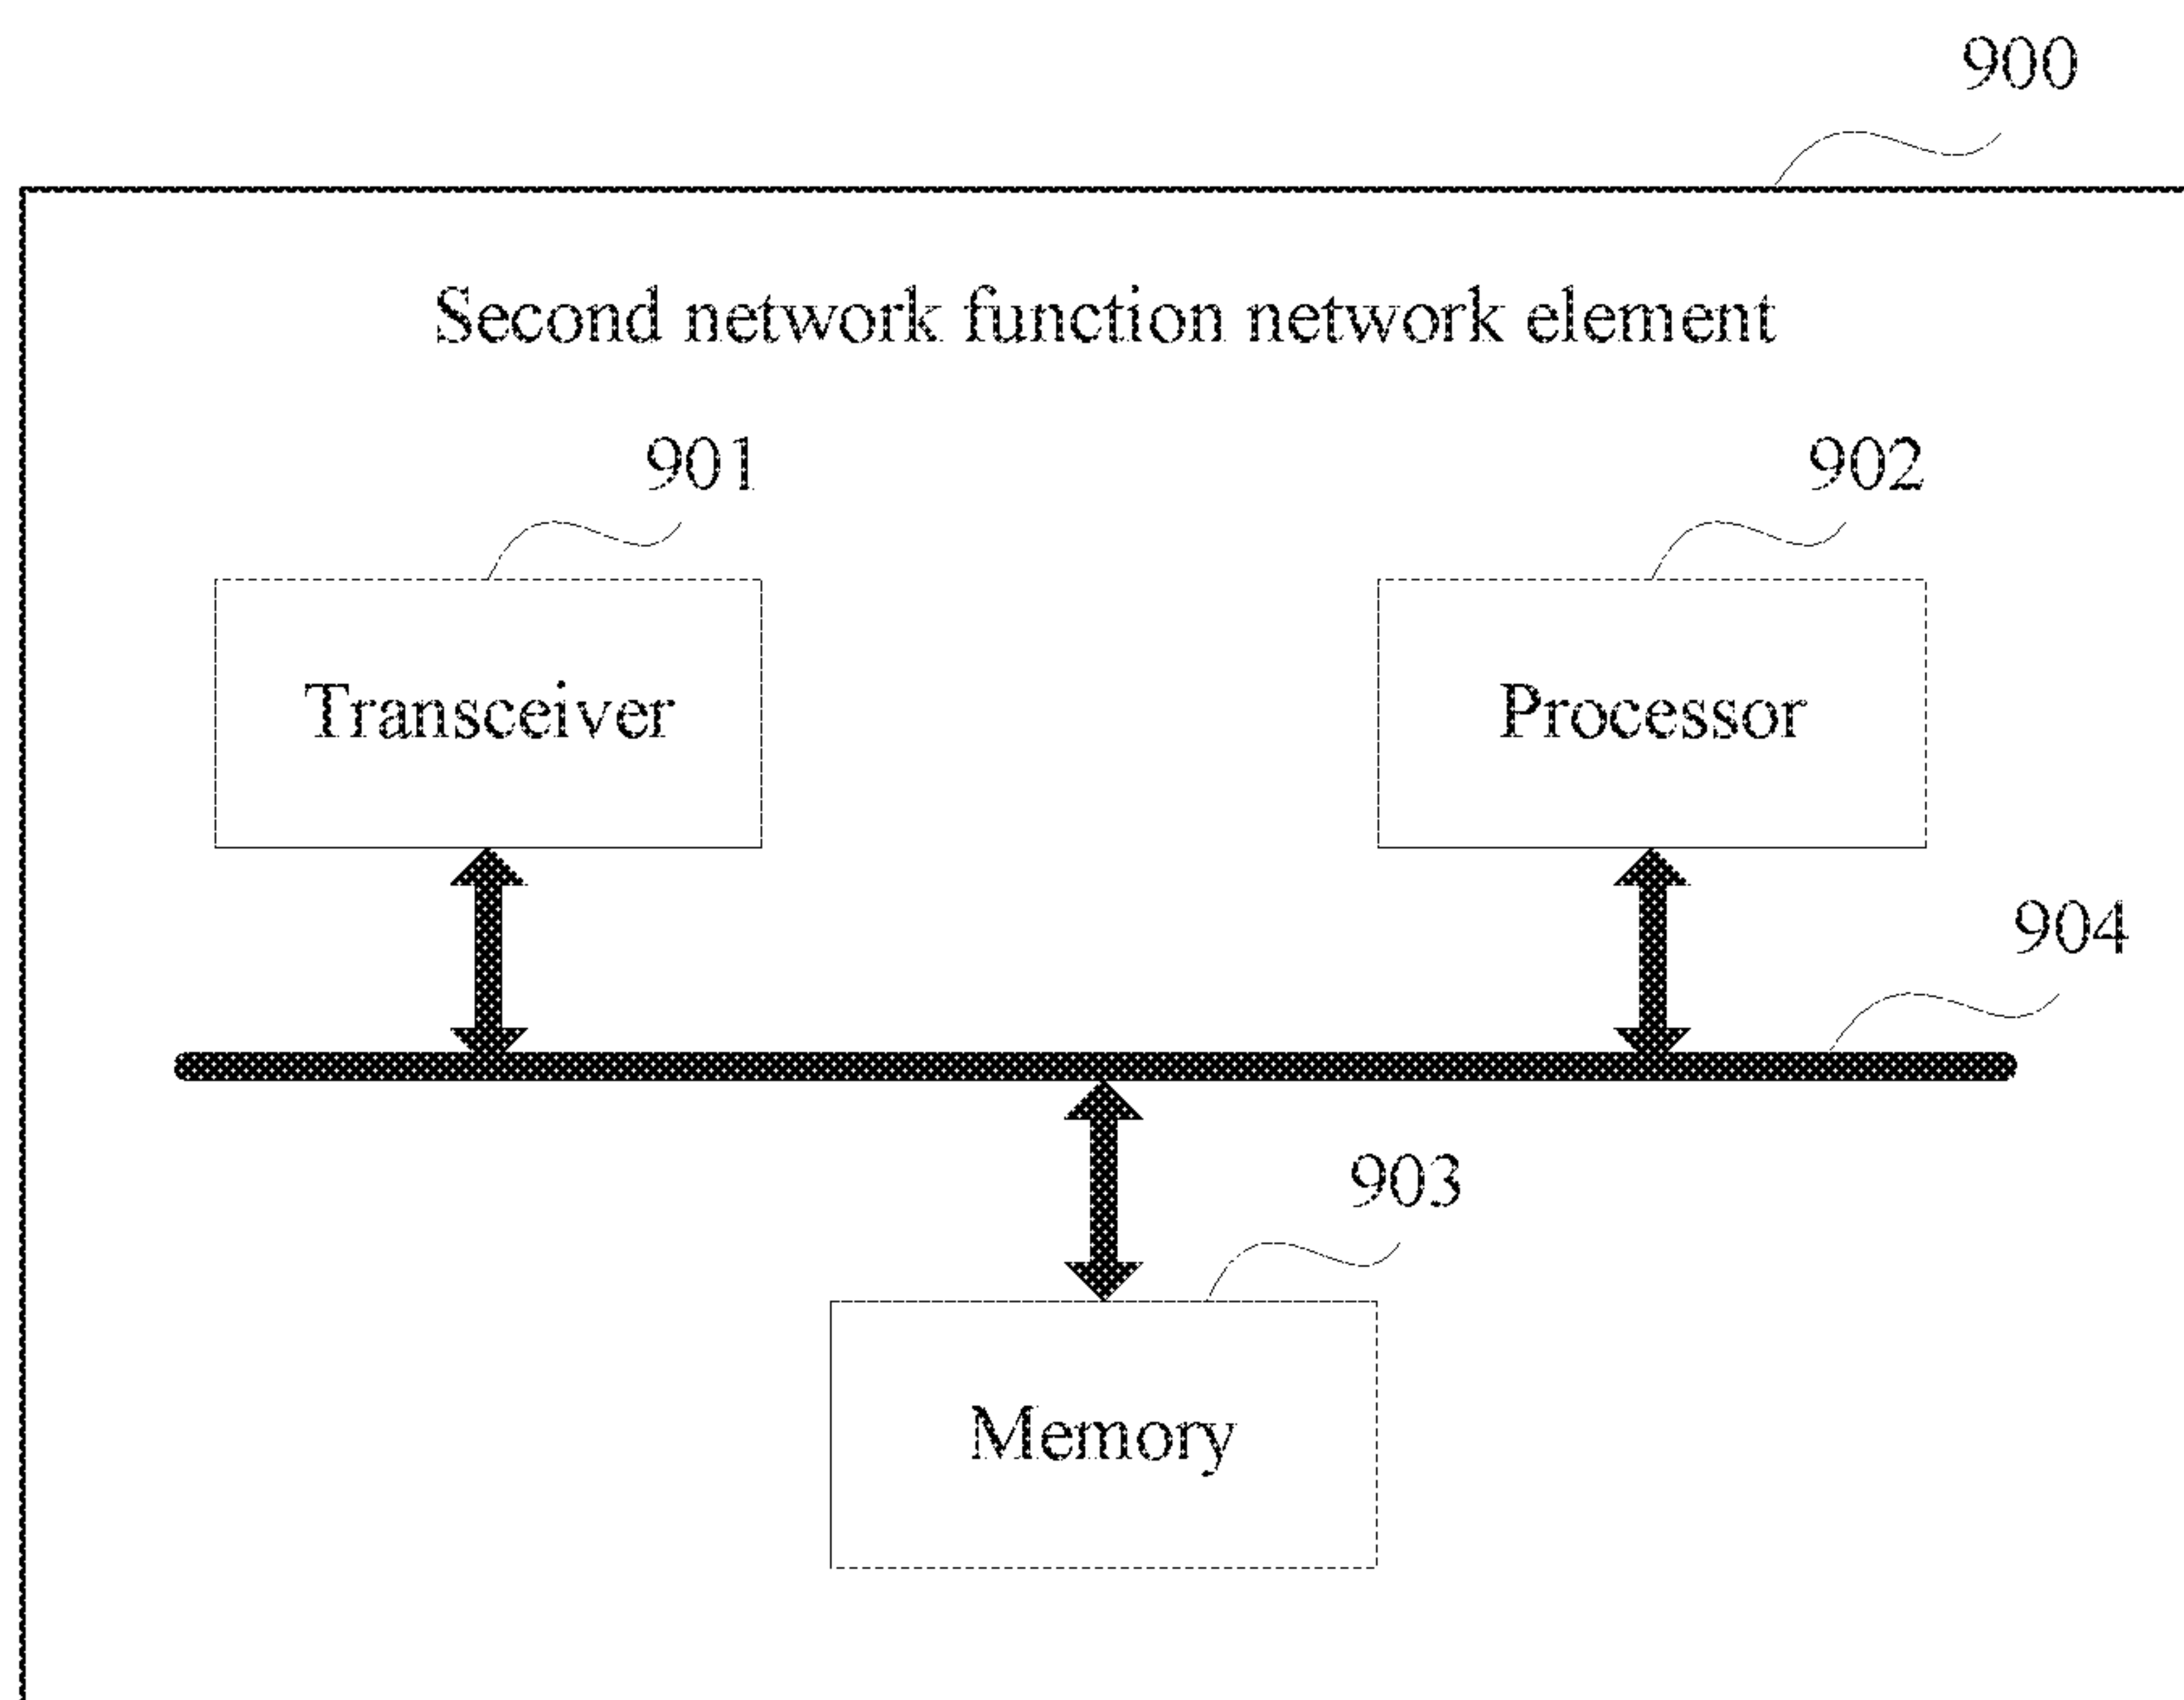 900
Second network function network element
901
902
Transceiver
Processor
904
903
Memory